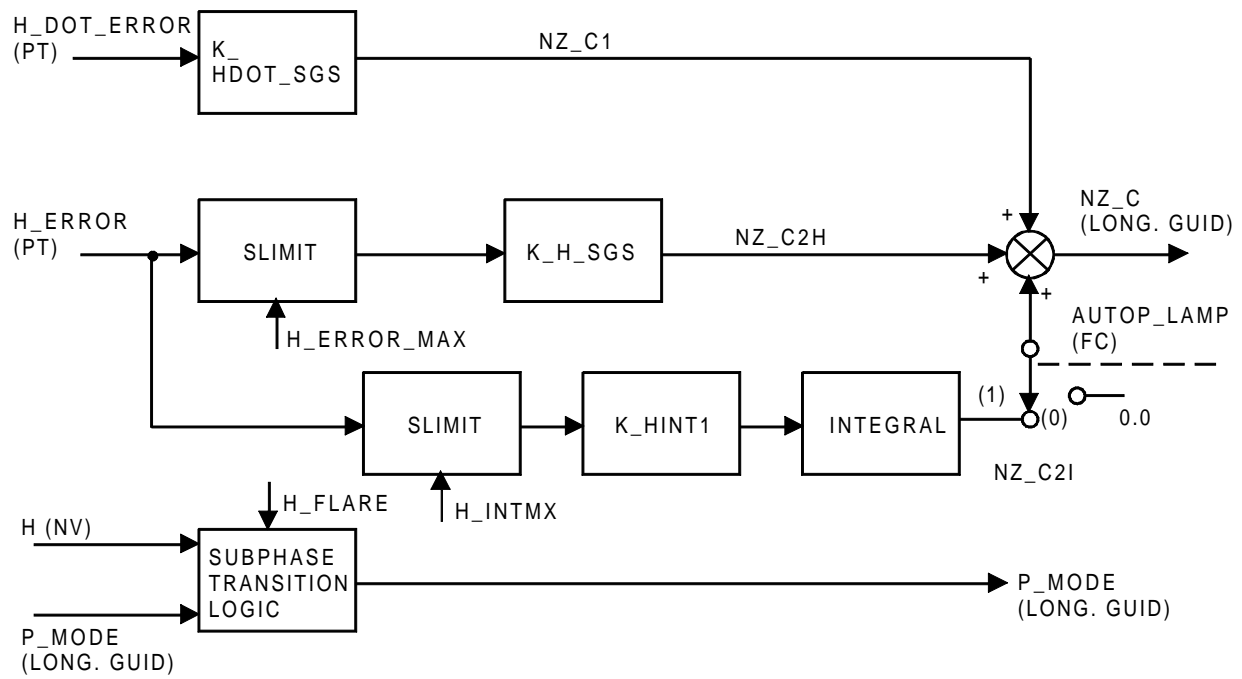 H_DOT_ERROR
(PT)
K_
HDOT_SGS
NZ_C1
H_ERROR
(PT)
SLIMIT
H_ERROR_MAX
K_H_SGS
NZ_C2H
+
+
+
NZ_C
(LONG. GUID)
AUTOP_LAMP
(FC)
SLIMIT
H_INTMX
K_HINT1
INTEGRAL
(1)
(0)
0.0
NZ_C2I
H_FLARE
H (NV)
P_MODE
(LONG. GUID)
SUBPHASE
TRANSITION
LOGIC
P_MODE
(LONG. GUID)